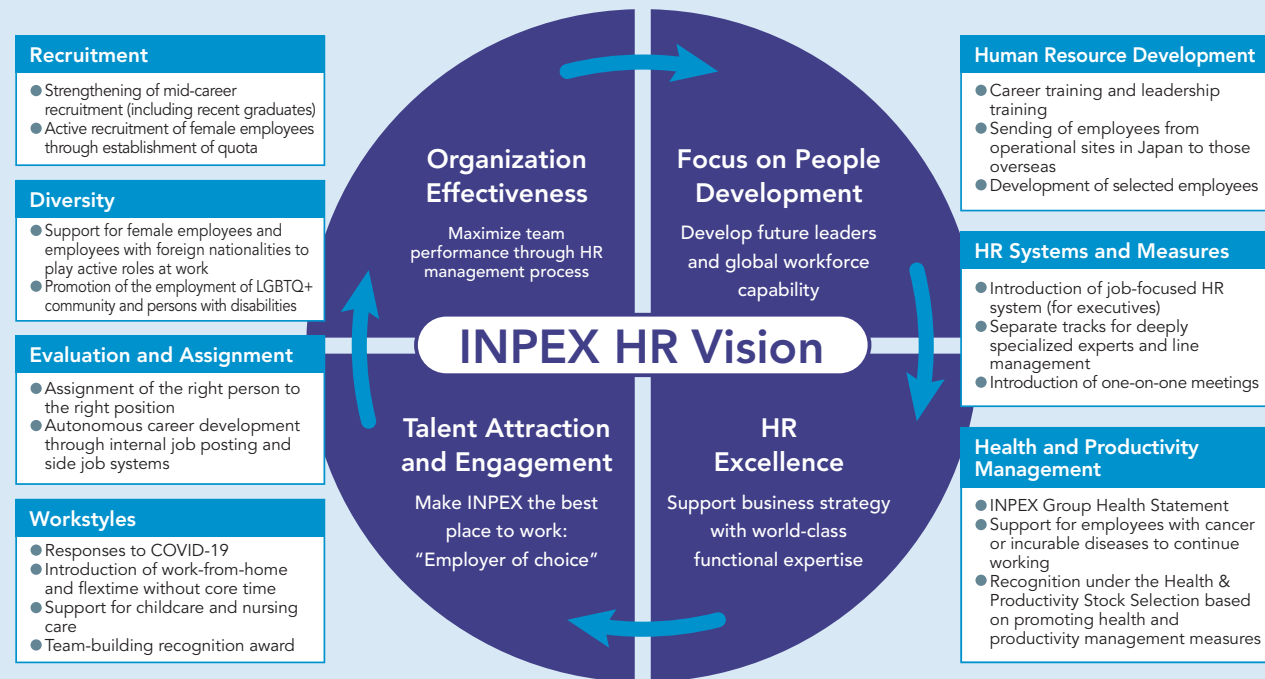 Recruitment
● Strengthening of mid-career
recruitment (including recent graduates)
● Active recruitment of female employees
through establishment of quota
Diversity
● Support for female employees and
employees with foreign nationalities to
play active roles at work
● Promotion of the employment of LGBTQ+
community and persons with disabilities
Evaluation and Assignment
● Assignment of the right person to
the right position
● Autonomous career development
through internal job posting and
side job systems
Workstyles
● Responses to COVID-19
● Introduction of work-from-home
and flextime without core time
● Support for childcare and nursing
care
● Team-building recognition award
Organization
Effectiveness
Maximize team
performance through HR
management process
Focus on People
Development
Develop future leaders
and global workforce
capability
INPEX HR Vision
Talent Attraction
and Engagement
Make INPEX the best
place to work:
“Employer of choice”
HR
Excellence
Support business strategy
with world-class
functional expertise
Human Resource Development
● Career training and leadership
training
● Sending of employees from
operational sites in Japan to those
overseas
● Development of selected employees
HR Systems and Measures
● Introduction of job-focused HR
system (for executives)
● Separate tracks for deeply
specialized experts and line
management
● Introduction of one-on-one meetings
Health and Productivity
Management
● INPEX Group Health Statement
● Support for employees with cancer
or incurable diseases to continue
working
● Recognition under the Health &
Productivity Stock Selection based
on promoting health and
productivity management measures